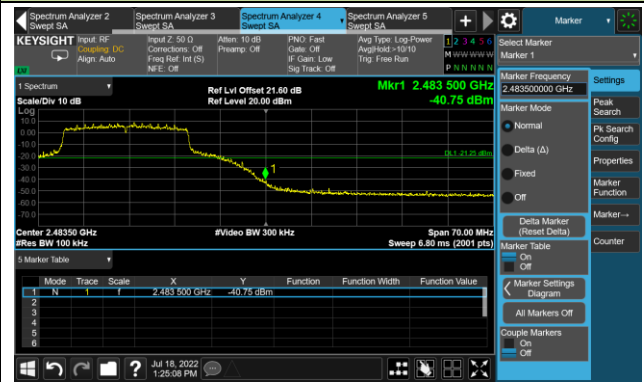 Spectrum Analyzer 2
Swept SA
Spectrum Analyzer 3
Swept SA
Spectrum Analyzer 4
Swept SA
Spectrum Analyzer 5
Swept SA
+
Marker
KEYSIGHT
Input: RF
Coupling: DC
Align: Auto
Input Z: 50 Ω
Corrections: Off
Freq Ref: Int (S)
NFE: Off
Atten: 10 dB
Preamp: Off
PNO: Fast
Gate: Off
IF Gain: Low
Sig Track: Off
Avg Type: Log-Power
Avg|Hold:>10/10
Trig: Free Run
1 2 3 4 5 6
M W W W W W
P N N N N N
LXI
Select Marker
Marker 1
1 Spectrum
Scale/Div 10 dB
Ref Lvl Offset 21.60 dB
Ref Level 20.00 dBm
Mkr1 2.483 500 GHz
-40.75 dBm
Log
10.0
0.00
-10.0
-20.0
-30.0
-40.0
-50.0
-60.0
-70.0
DL1 -21.25 dBm
1
Center 2.48350 GHz
#Res BW 100 kHz
#Video BW 300 kHz
Span 70.00 MHz
Sweep 6.80 ms (2001 pts)
5 Marker Table
Mode Trace Scale X Y Function Function Width Function Value
1 N 1 f 2.483 500 GHz -40.75 dBm
2
3
4
5
6
Marker Frequency
2.483500000 GHz
Marker Mode
Normal
Delta (Δ)
Fixed
Off
Delta Marker
(Reset Delta)
Marker Table
On
Off
Marker Settings
Diagram
All Markers Off
Couple Markers
On
Off
Settings
Peak
Search
Pk Search
Config
Properties
Marker
Function
Marker→
Counter
?
Jul 18, 2022
1:25:08 PM